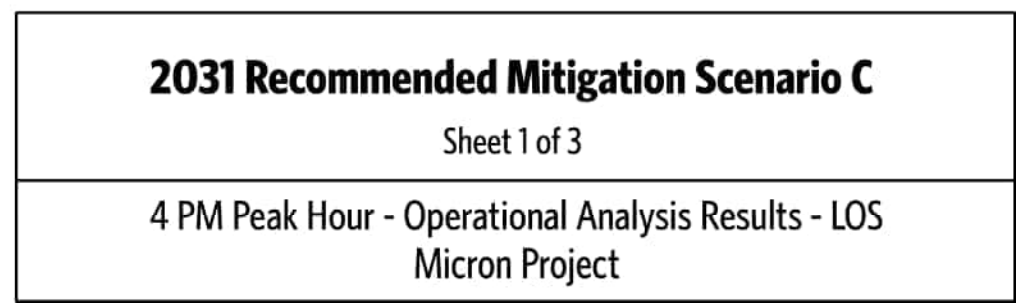 2031 Recommended Mitigation Scenario C
Sheet 1 of 3
4 PM Peak Hour - Operational Analysis Results - LOS
Micron Project